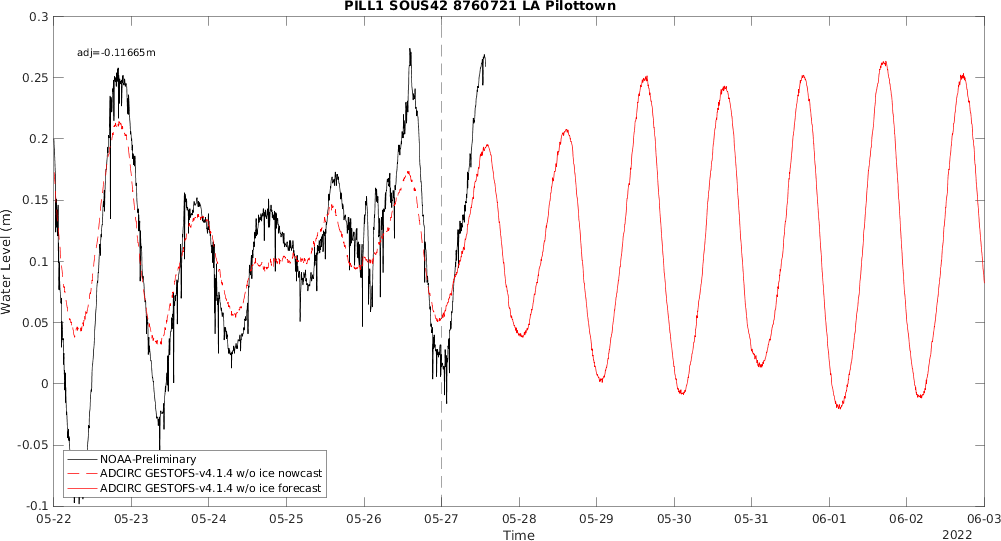 PILL1 SOUS42 8760721 LA Pilottown
adj=-0.11665m
Water Level (m)
0.3
0.25
0.2
0.15
0.1
0.05
0
-0.05
-0.1
NOAA-Preliminary
ADCIRC GESTOFS-v4.1.4 w/o ice nowcast
ADCIRC GESTOFS-v4.1.4 w/o ice forecast
05-22 05-23 05-24 05-25 05-26 05-27 05-28 05-29 05-30 05-31 06-01 06-02 06-03
Time
2022